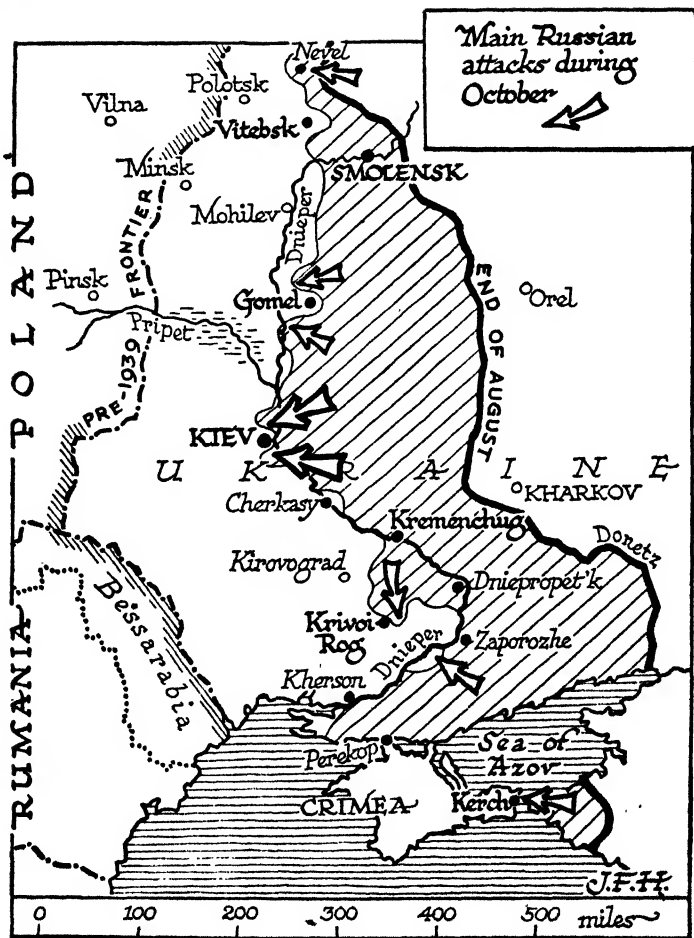 Main Russian
attacks during
October
Nevel
Polotsk
Vilna
Vitebsk
Minsk
SMOLENSK
POLAND
Mohilev
Dnieper
PRE-1939 FRONTIER
Pinsk
Gomel
Orel
Pripet
END OF AUGUST
KIEV
UKRAINE
KHARKOV
Cherkasy
Kremenchug
Donetz
Kirovograd
Dniepropet'k
Bessarabia
Krivoi
Rog
Dnieper
Zaporozhe
RUMANIA
Kherson
Perekop
Sea of
Azov
CRIMEA
Kerch
J.F.H.
0 100 200 300 400 500 miles